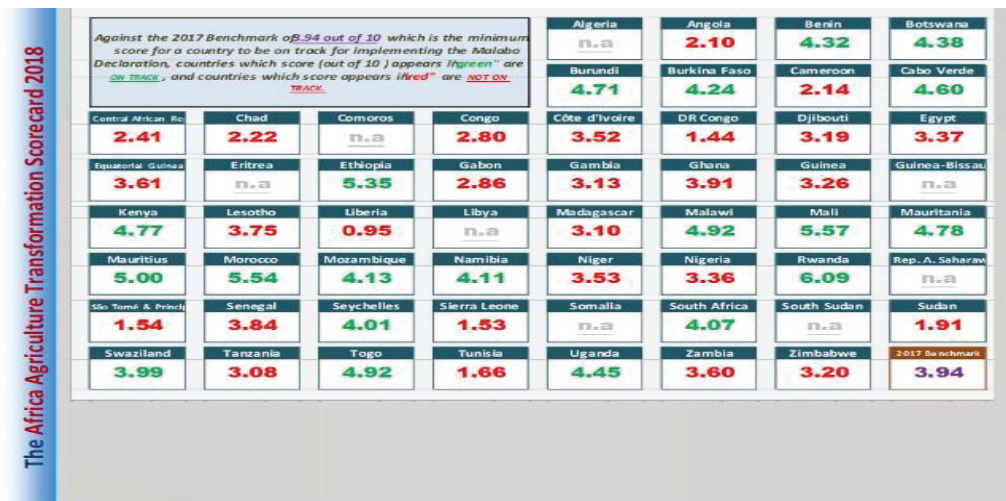 The Africa Agriculture Transformation Scorecard 2018
Against the 2017 Benchmark of3.94 out of 10 which is the minimum
score for a country to be on track for implementing the Malabo
Declaration, countries which score (out of 10 ) appears in"green" are
ON TRACK , and countries which score appears in"red" are NOT ON
TRACK.
Algeria Angola Benin Botswana
n.a 2.10 4.32 4.38
Burundi Burkina Faso Cameroon Cabo Verde
4.71 4.24 2.14 4.60
Central African Re Chad Comoros Congo Côte d'Ivoire DR Congo Djibouti Egypt
2.41 2.22 n.a 2.80 3.52 1.44 3.19 3.37
Equatorial Guinea Eritrea Ethiopia Gabon Gambia Ghana Guinea Guinea-Bissau
3.61 n.a 5.35 2.86 3.13 3.91 3.26 n.a
Kenya Lesotho Liberia Libya Madagascar Malawi Mali Mauritania
4.77 3.75 0.95 n.a 3.10 4.92 5.57 4.78
Mauritius Morocco Mozambique Namibia Niger Nigeria Rwanda Rep. A. Saharaw
5.00 5.54 4.13 4.11 3.53 3.36 6.09 n.a
São Tomé & Princip Senegal Seychelles Sierra Leone Somalia South Africa South Sudan Sudan
1.54 3.84 4.01 1.53 n.a 4.07 n.a 1.91
Swaziland Tanzania Togo Tunisia Uganda Zambia Zimbabwe 2017 Benchmark
3.99 3.08 4.92 1.66 4.45 3.60 3.20 3.94